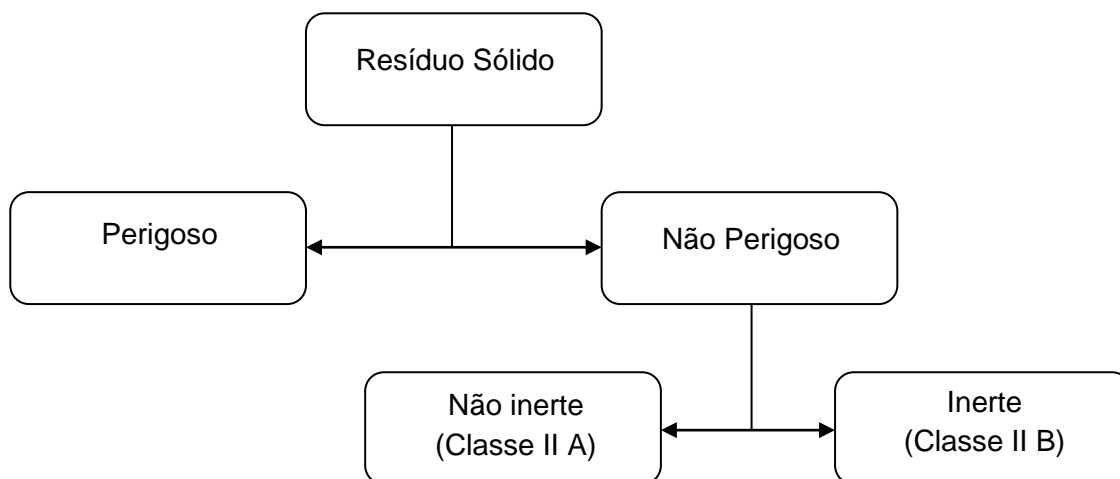 Resíduo Sólido
Perigoso
Não Perigoso
Não inerte
(Classe II A)
Inerte
(Classe II B)